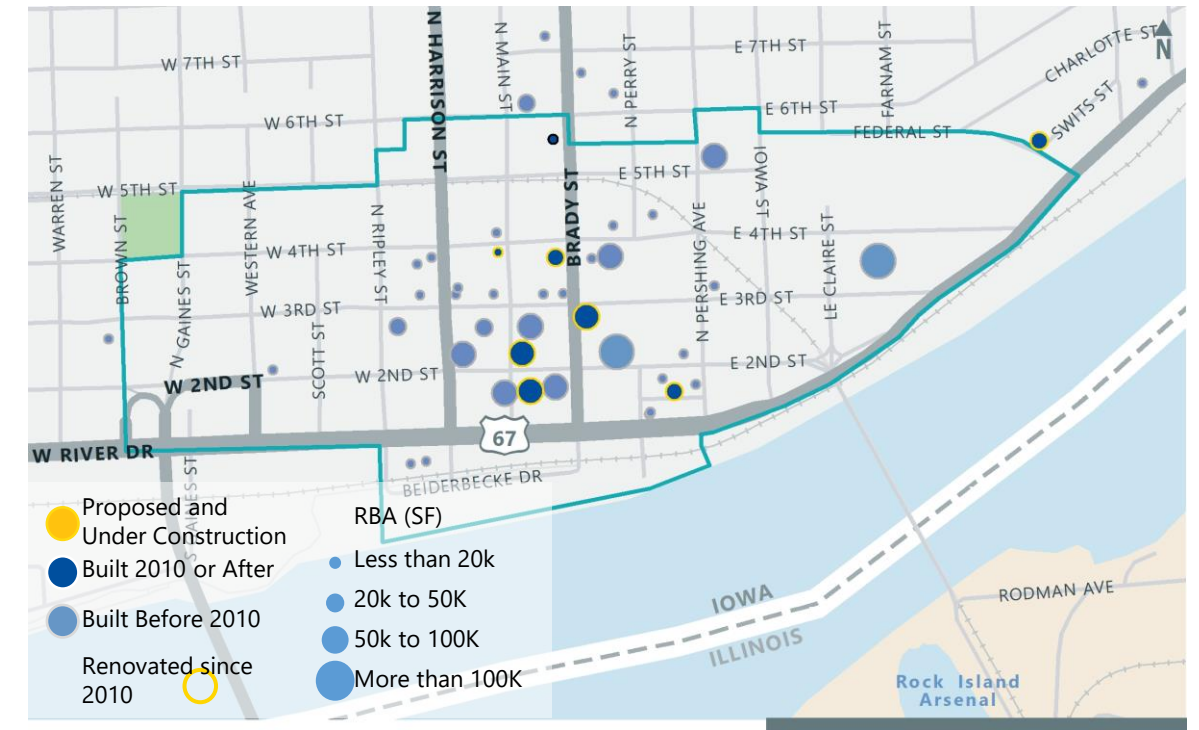 N HARRISON ST
N MAIN ST
N PERRY ST
E 7TH ST
FARNAM ST
CHARLOTTE ST
N
W 7TH ST
SWITS ST
E 6TH ST
W 6TH ST
FEDERAL ST
WARREN ST
W 5TH ST
E 5TH ST
IOWA ST
BROWN ST
WESTERN AVE
N RIPLEY ST
BRADY ST
N PERSHING AVE
LE CLAIRE ST
W 4TH ST
E 4TH ST
N GAINES ST
W 3RD ST
E 3RD ST
SCOTT ST
W 2ND ST
W 2ND ST
E 2ND ST
67
W RIVER DR
S GAINES ST
BEIDERBECKE DR
Proposed and
Under Construction
Built 2010 or After
Built Before 2010
Renovated since
2010
RBA (SF)
Less than 20k
20k to 50K
50k to 100K
More than 100K
IOWA
ILLINOIS
RODMAN AVE
Rock Island
Arsenal